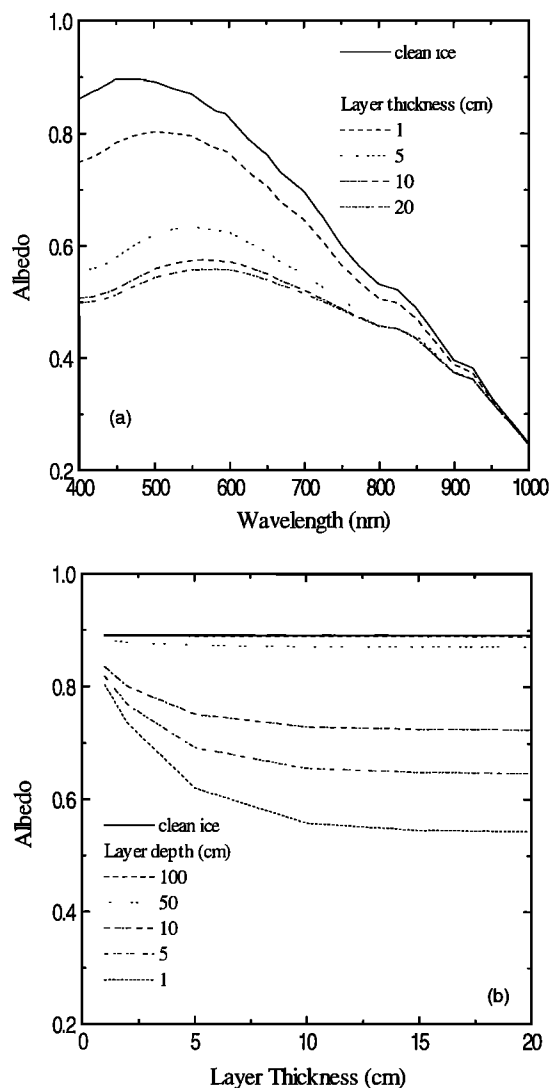 1.0
clean ice
Layer thickness (cm)
1
5
10
20
0.8
0.6
0.4
0.2
Albedo
(a)
400 500 600 700 800 900 1000
Wavelength (nm)
1.0
0.8
0.6
0.4
0.2
Albedo
clean ice
Layer depth (cm)
100
50
10
5
1
(b)
0 5 10 15 20
Layer Thickness (cm)